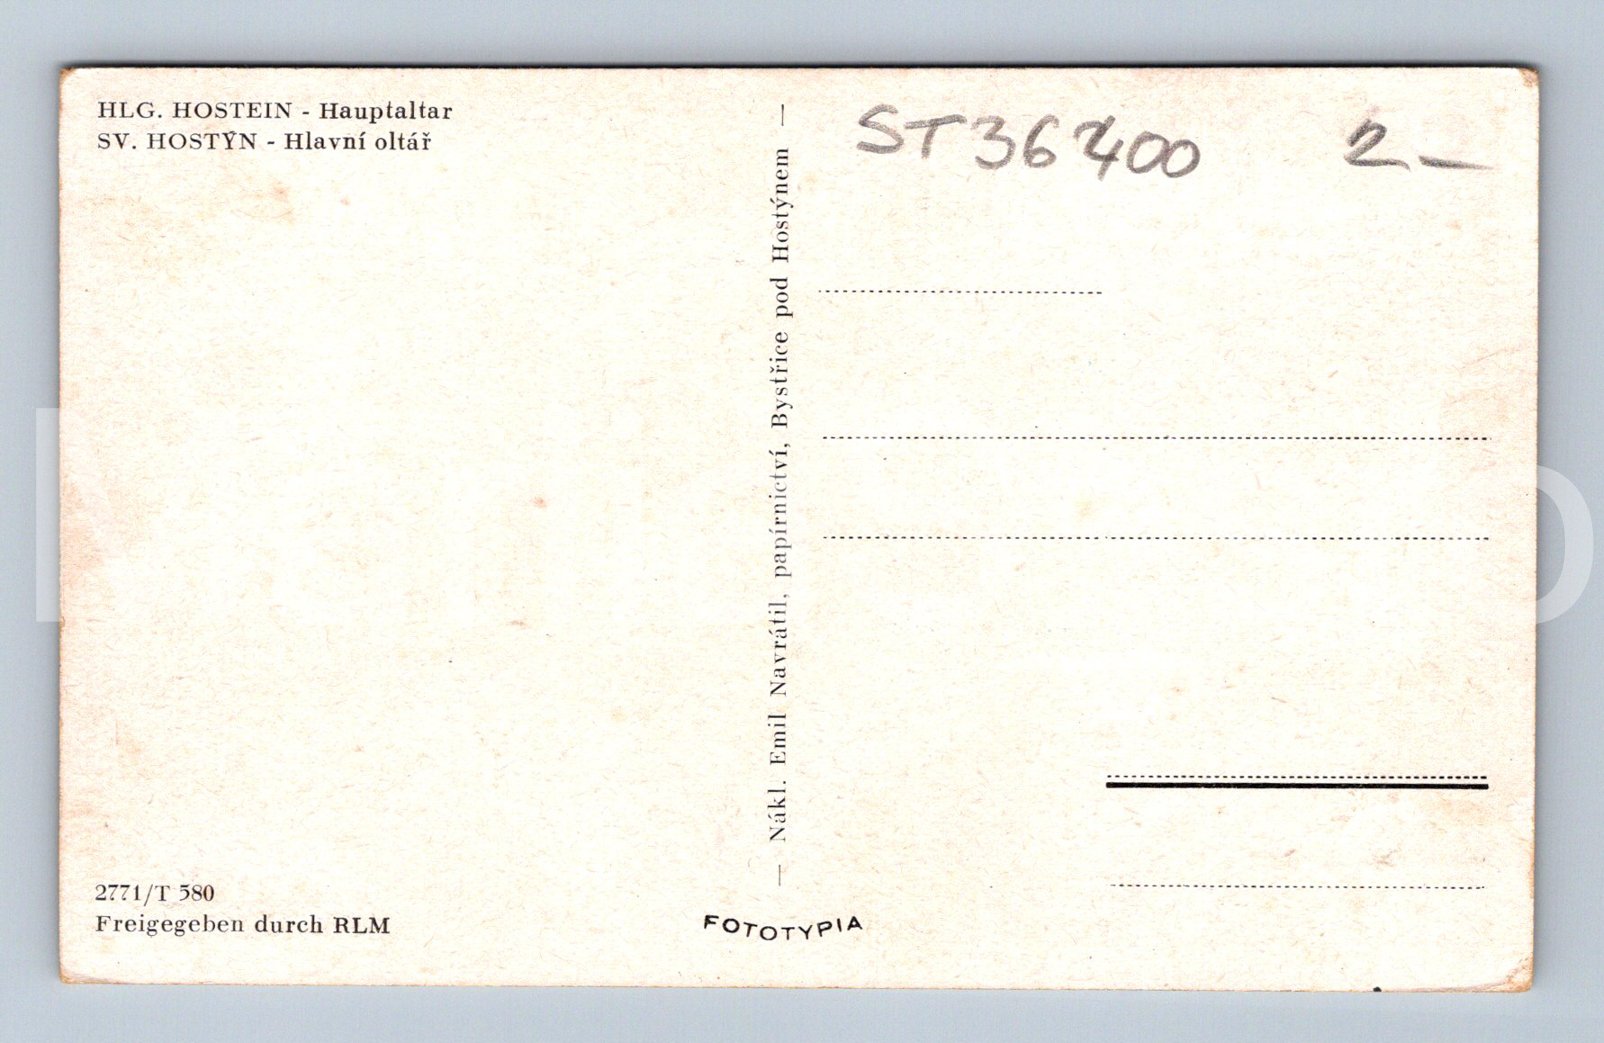 HLG. HOSTEIN - Hauptaltar
SV. HOSTÝN - Hlavní oltář
ST36400 2_
— Nákl. Emil Navrátil, papírnictví, Bystřice pod Hostýnem —
2771/T 580
Freigegeben durch RLM
FOTOTYPIA